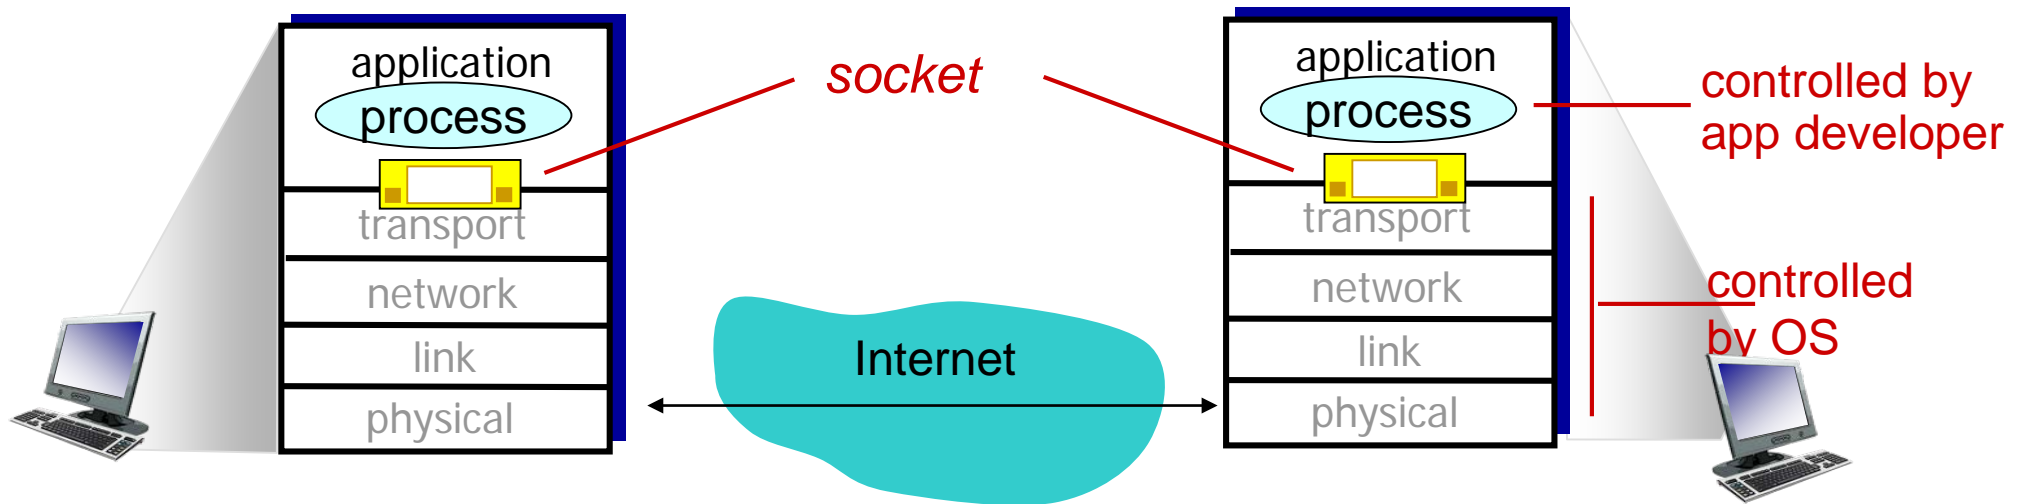 application
process
transport
network
link
physical
socket
Internet
application
process
transport
network
link
physical
controlled by
app developer
controlled
by OS